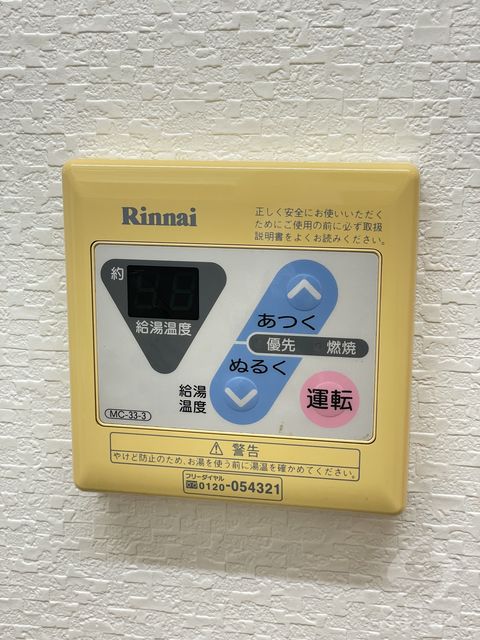 Rinnai
正しく安全にお使いいただく
ためにご使用の前に必ず取扱
説明書をよくお読みください。
約
給湯温度
あつく
優先 燃焼
ぬるく
給湯
温度
運転
MC-33-3
⚠ 警告
やけど防止のため、お湯を使う前に湯温を確かめてください。
フリーダイヤル
0120-054321